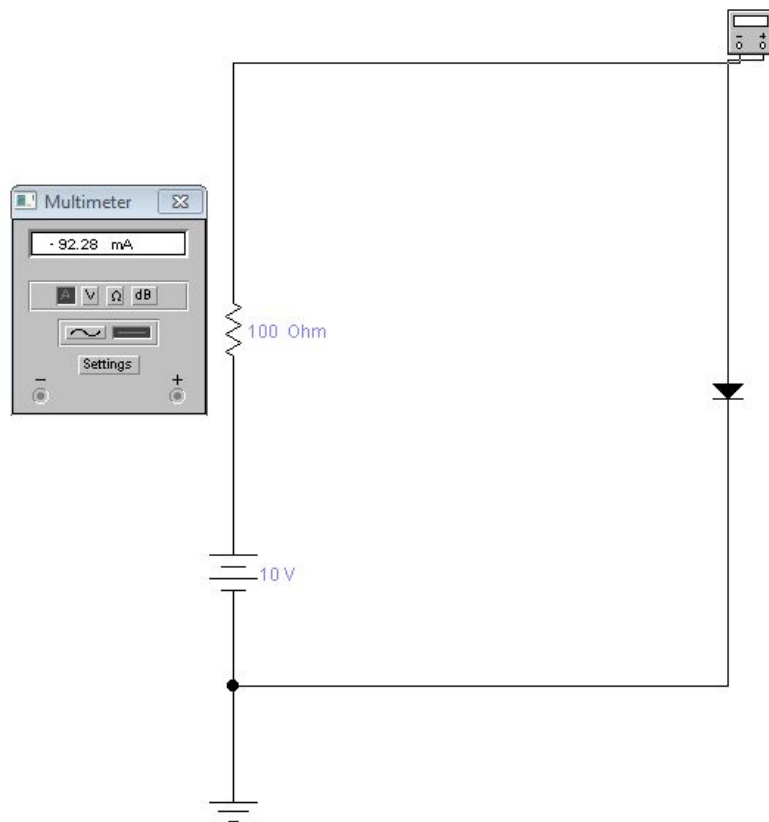 - +
Multimeter
- 92.28 mA
A V Ω dB
Settings
- +
100 Ohm
10 V